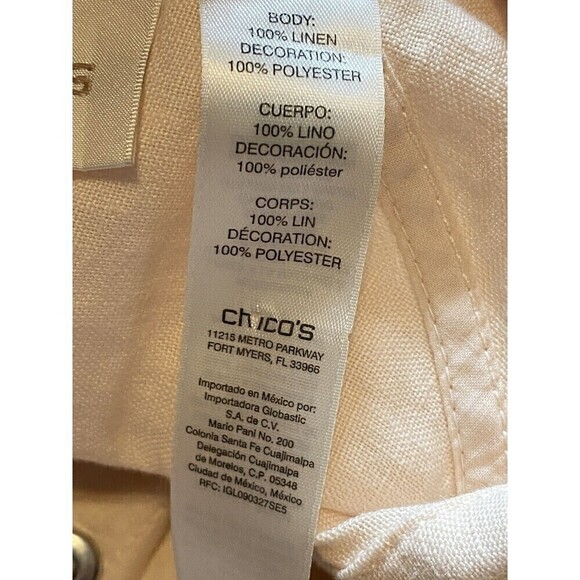 BODY:
100% LINEN
DECORATION:
100% POLYESTER
CUERPO:
100% LINO
DECORACIÓN:
100% poliéster
CORPS:
100% LIN
DÉCORATION:
100% POLYESTER
chico's
11215 METRO PARKWAY
FORT MYERS, FL 33966
Importado en México por:
Importadora Globastic
S.A. de C.V.
Mario Pani No. 200
Colonia Santa Fe Cuajimalpa
Delegación Cuajimalpa
de Morelos, C.P. 05348
Ciudad de México, México
RFC: IGL090327SE5